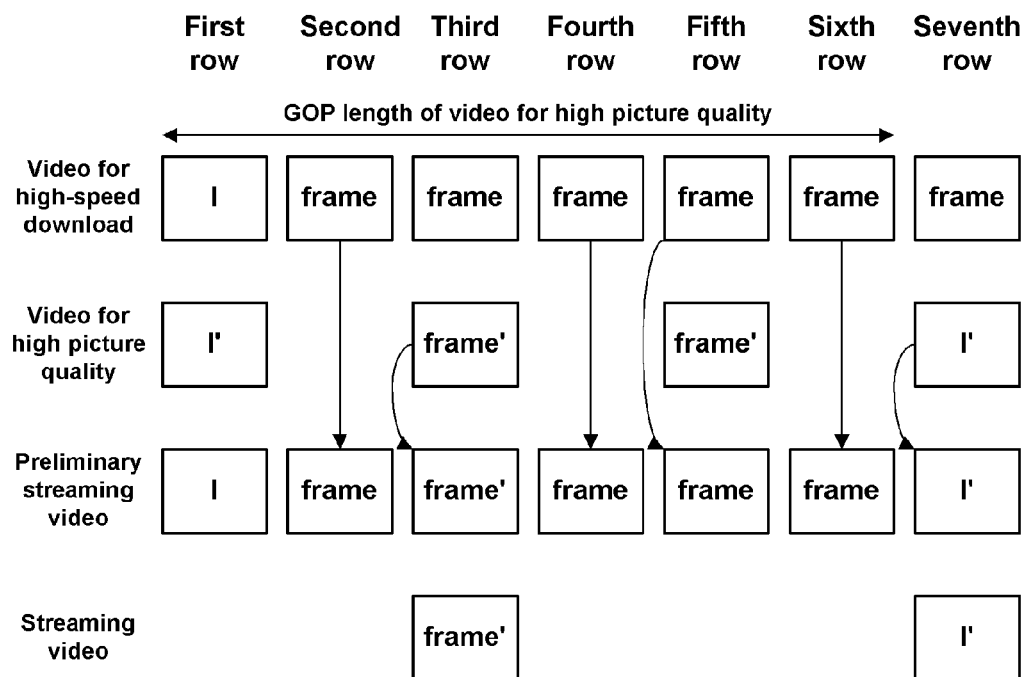 First Second Third Fourth Fifth Sixth Seventh
row row row row row row row
GOP length of video for high picture quality
Video for
high-speed
download
I frame frame frame frame frame frame
Video for
high picture
quality
I' frame' frame' I'
Preliminary
streaming
video
I frame frame' frame frame frame I'
Streaming
video
frame' I'